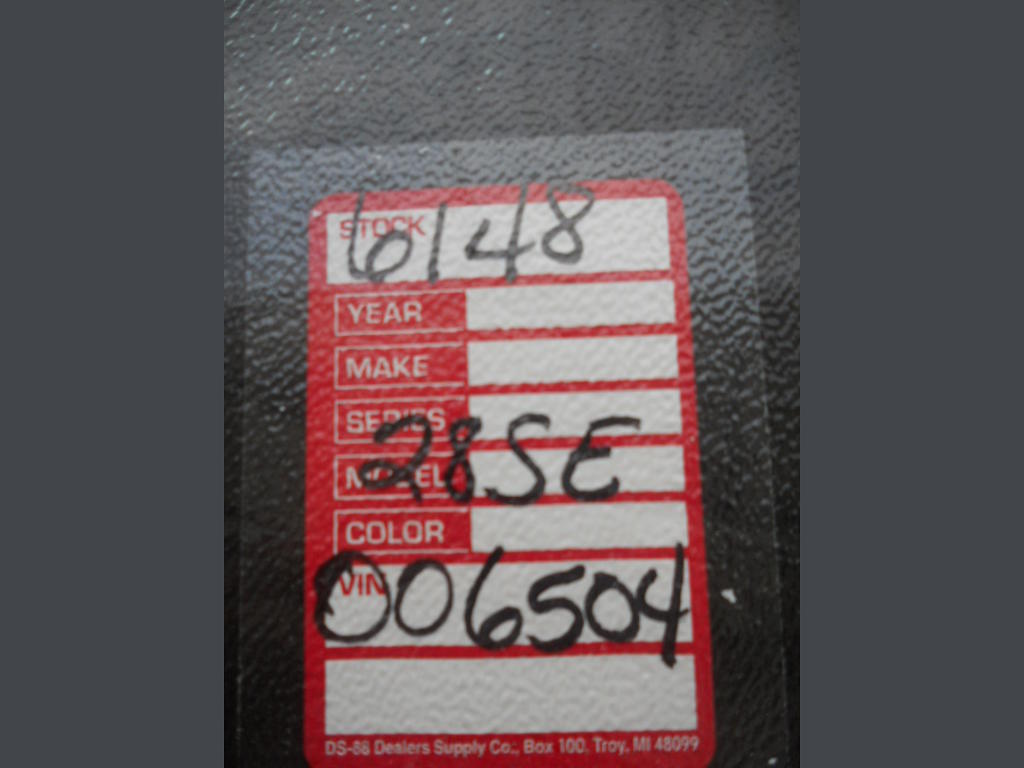 STOCK 6148
YEAR
MAKE
SERIES
28SE
MODEL
COLOR
VIN
006504
DS-88 Dealers Supply Co., Box 100, Troy, MI 48099